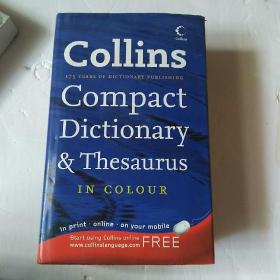 Collins
Collins
175 YEARS OF DICTIONARY PUBLISHING
Compact
Dictionary
& Thesaurus
IN COLOUR
In print · online · on your mobile
Start using Collins online
www.collinslanguage.com FREE